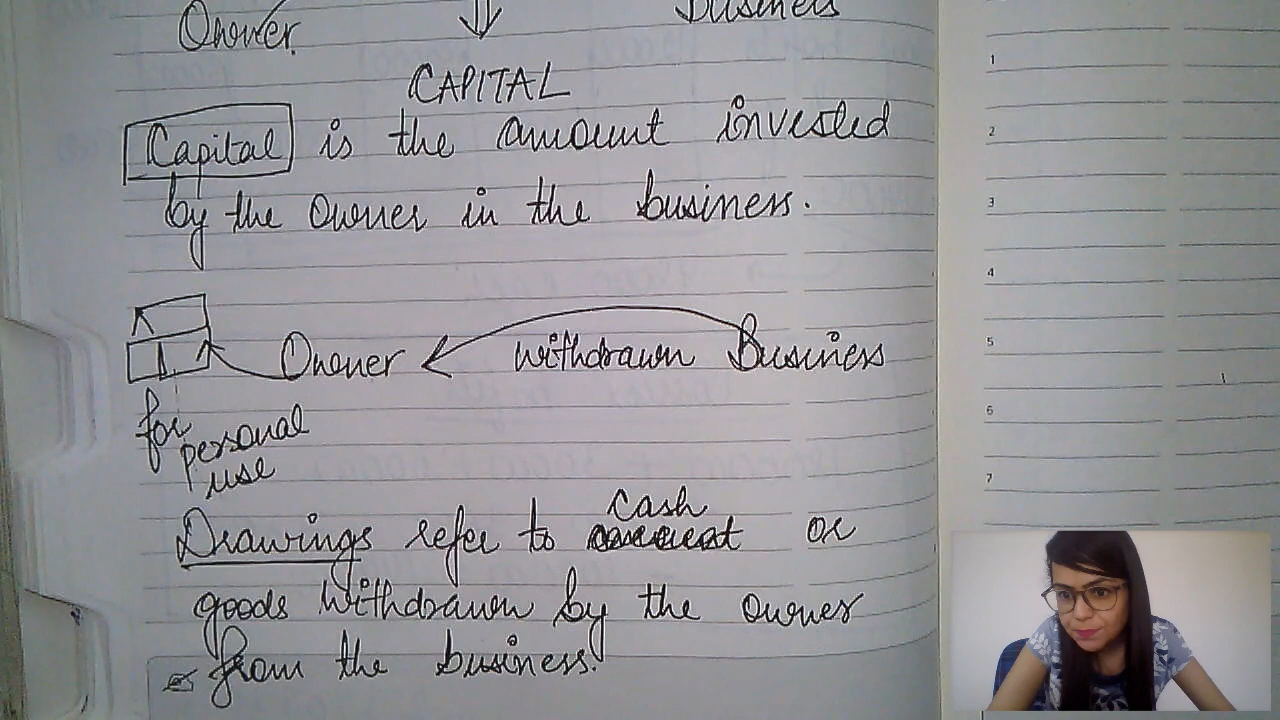 Owner Business
CAPITAL
Capital is the amount invested
by the owner in the business.
Owner withdrawn Business
for
personal
use
cash
Drawings refer to or
goods withdrawn by the owner
from the business.
1
2
3
4
5
6
7